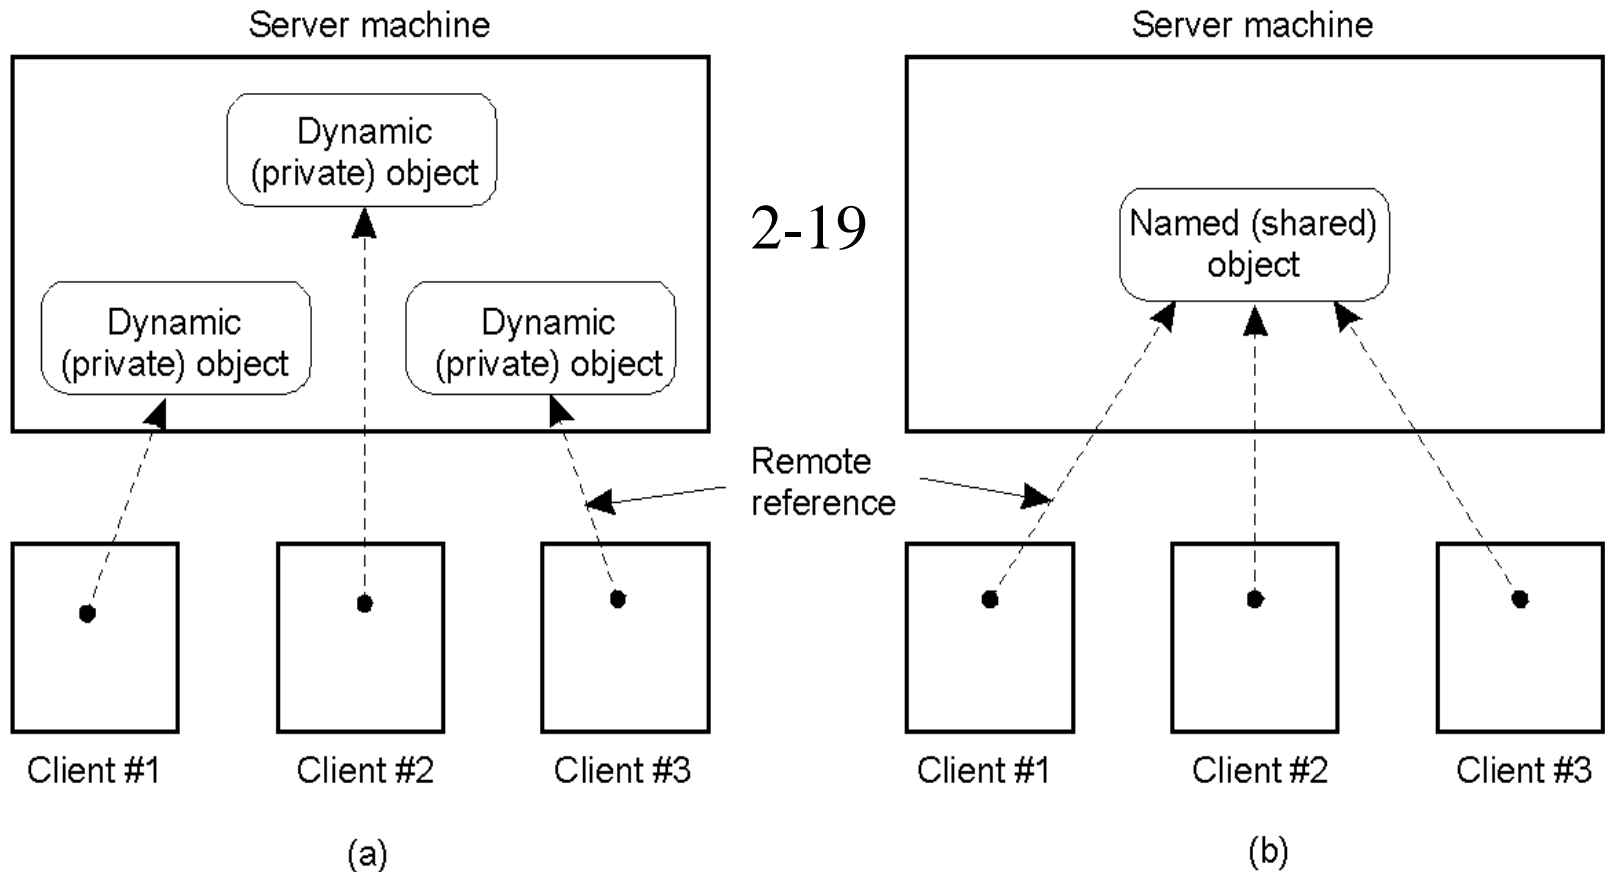 Server machine
Dynamic
(private) object
Dynamic
(private) object
Dynamic
(private) object
Client #1
Client #2
Client #3
(a)
2-19
Remote
reference
Server machine
Named (shared)
object
Client #1
Client #2
Client #3
(b)